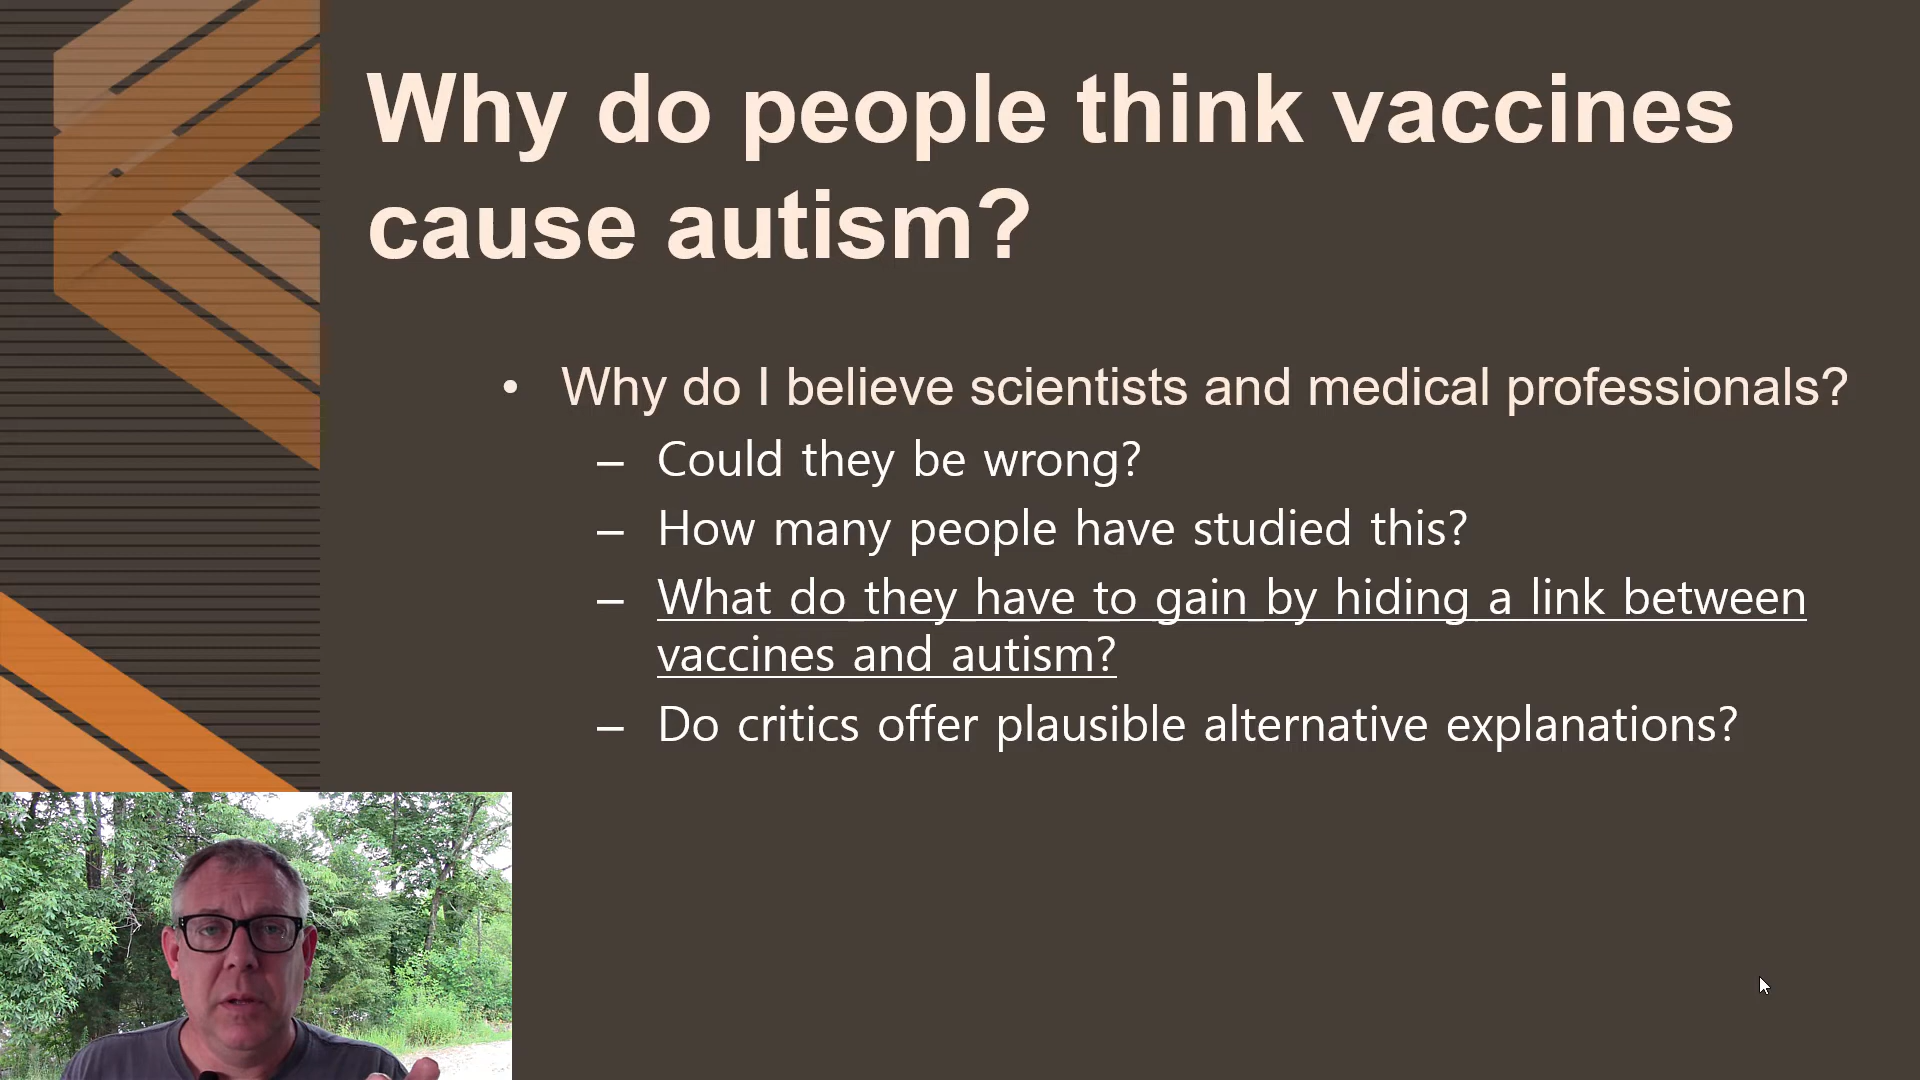 Why do people think vaccines
cause autism?
• Why do I believe scientists and medical professionals?
– Could they be wrong?
– How many people have studied this?
– What do they have to gain by hiding a link between
vaccines and autism?
– Do critics offer plausible alternative explanations?